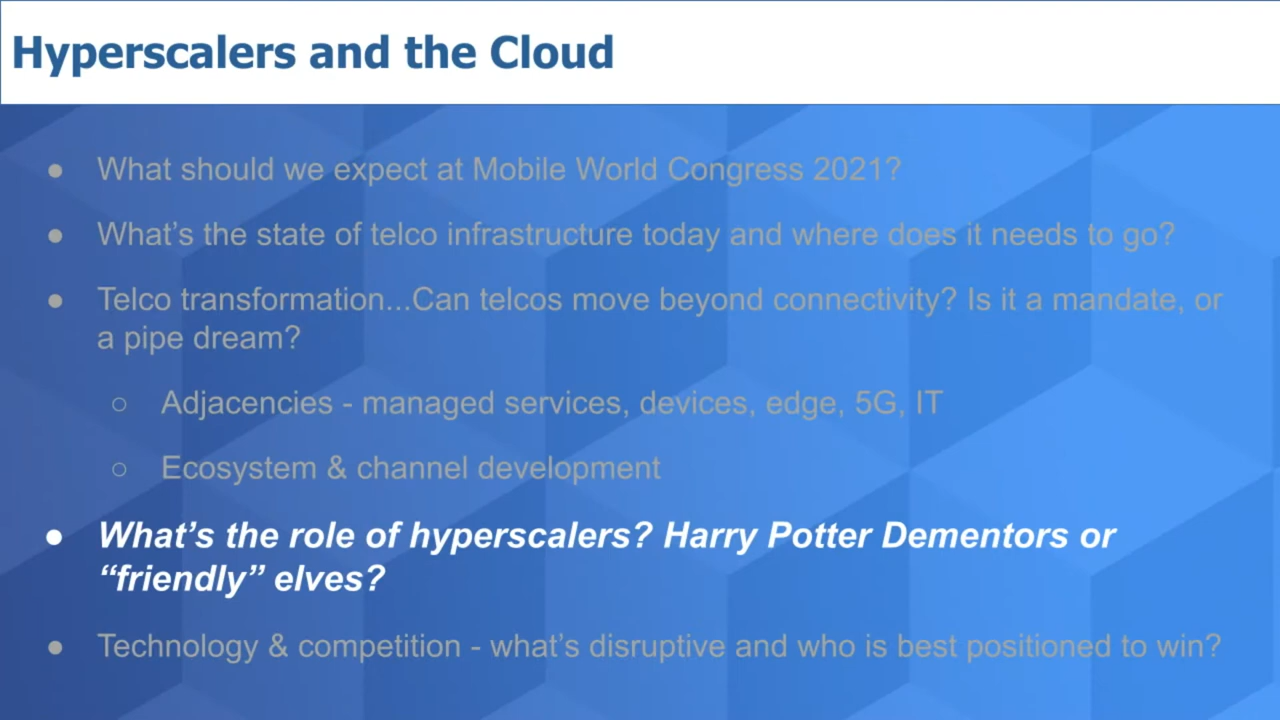 Hyperscalers and the Cloud
● What should we expect at Mobile World Congress 2021?
● What’s the state of telco infrastructure today and where does it needs to go?
● Telco transformation...Can telcos move beyond connectivity? Is it a mandate, or
a pipe dream?
○ Adjacencies - managed services, devices, edge, 5G, IT
○ Ecosystem & channel development
● What’s the role of hyperscalers? Harry Potter Dementors or
“friendly” elves?
● Technology & competition - what’s disruptive and who is best positioned to win?